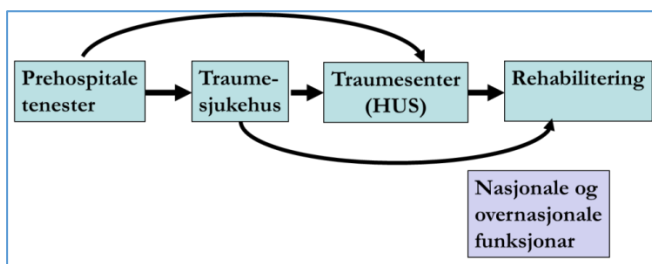 Prehospitale
tenester
Traume-
sjukehus
Traumesenter
(HUS)
Rehabilitering
Nasjonale og
overnasjonale
funksjonar